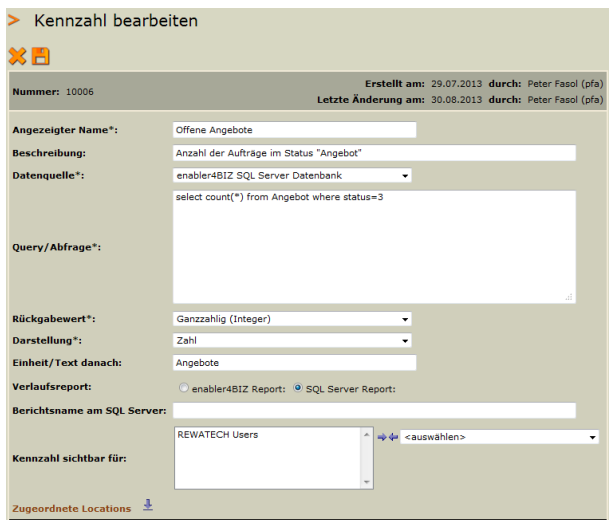 > Kennzahl bearbeiten
Nummer: 10006
Erstellt am: 29.07.2013 durch: Peter Fasol (pfa)
Letzte Änderung am: 30.08.2013 durch: Peter Fasol (pfa)
Angezeigter Name*: Offene Angebote
Beschreibung: Anzahl der Aufträge im Status "Angebot"
Datenquelle*: enabler4BIZ SQL Server Datenbank
Query/Abfrage*: select count(*) from Angebot where status=3
Rückgabewert*: Ganzzahlig (Integer)
Darstellung*: Zahl
Einheit/Text danach: Angebote
Verlaufsreport: enabler4BIZ Report: SQL Server Report:
Berichtsname am SQL Server:
Kennzahl sichtbar für: REWATECH Users <auswählen>
Zugeordnete Locations